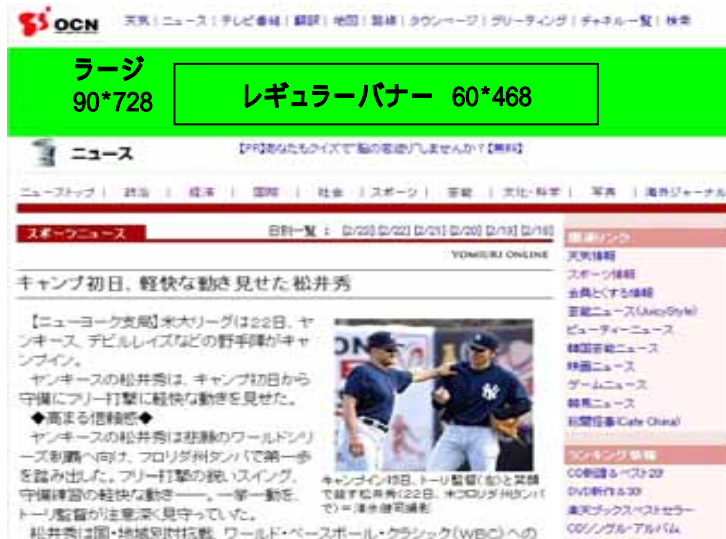 OCN 天気|ニュース|テレビ番組|翻訳|地図|路線|タウンページ|グリーティング|チャネル一覧|検索
ラージ
90*728
レギュラーバナー 60*468
ニュース
【PR】あなたもクイズで"脳の若返り"しませんか？【無料】
ニューストップ | 政治 | 経済 | 国際 | 社会 | スポーツ | 芸能 | 文化・科学 | 写真 | 海外ジャーナル
スポーツニュース
日別一覧： [2/23] [2/22] [2/21] [2/20] [2/19] [2/18]
YOMIURI ONLINE
キャンプ初日、軽快な動き見せた松井秀
【ニューヨーク支局】米大リーグは22日、ヤ
ンキース、デビルレイズなどの野手陣がキャ
ンプイン。
ヤンキースの松井秀は、キャンプ初日から
守備にフリー打撃に軽快な動きを見せた。
◆高まる信頼感◆
ヤンキースの松井秀は悲願のワールドシリ
ーズ制覇へ向け、フロリダ州タンパで第一歩
を踏み出した。フリー打撃の鋭いスイング、
守備練習の軽快な動き――。一挙一動を、
トーリ監督が注意深く見守っていた。
松井秀は国・地域別対抗戦、ワールド・ベースボール・クラシック(WBC)への
キャンプイン初日、トーリ監督(左)と笑顔
で話す松井秀(22日、米フロリダ州タンパ
で)=清水健司撮影
関連リンク
天気情報
スポーツ情報
会員とくする情報
芸能ニュース(JuicyStyle)
ビューティーニュース
韓国芸能ニュース
映画ニュース
ゲームニュース
競馬ニュース
ランキング情報
CD新譜&ベスト20
DVD新作&30
楽天ブックスベストセラー
CDシングル・アルバム